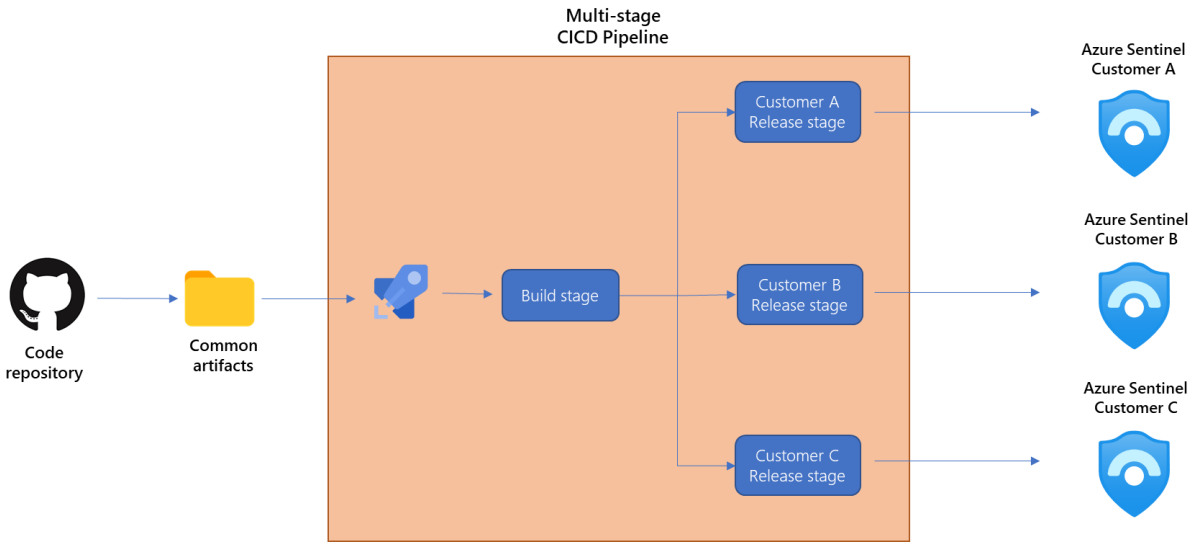 Multi-stage
CICD Pipeline
Azure Sentinel
Customer A
Customer A
Release stage
Azure Sentinel
Customer B
Code
repository
Common
artifacts
Build stage
Customer B
Release stage
Azure Sentinel
Customer C
Customer C
Release stage